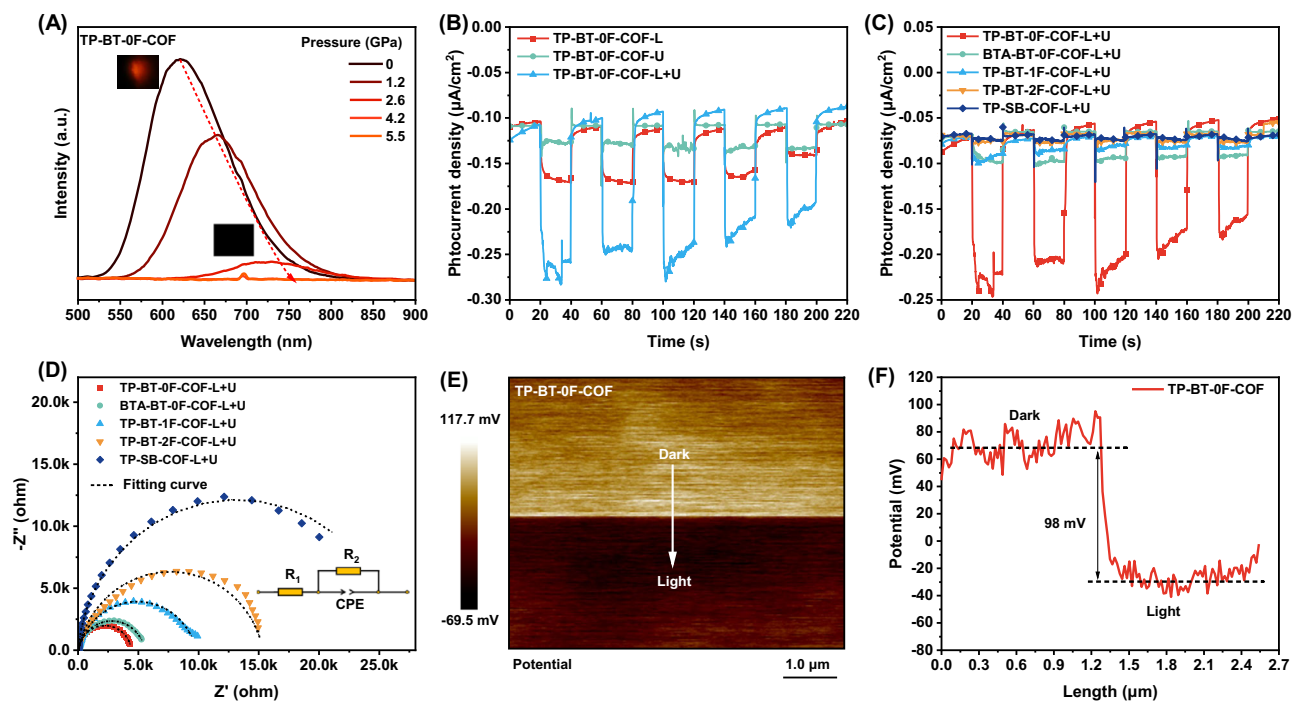 (A)
TP-BT-0F-COF
Pressure (GPa)
0
1.2
2.6
4.2
5.5
Intensity (a.u.)
500 550 600 650 700 750 800 850 900
Wavelength (nm)
(B)
TP-BT-0F-COF-L
TP-BT-0F-COF-U
TP-BT-0F-COF-L+U
Phtocurrent density (μA/cm²)
0.00
-0.05
-0.10
-0.15
-0.20
-0.25
-0.30
0 20 40 60 80 100 120 140 160 180 200 220
Time (s)
(C)
TP-BT-0F-COF-L+U
BTA-BT-0F-COF-L+U
TP-BT-1F-COF-L+U
TP-BT-2F-COF-L+U
TP-SB-COF-L+U
Phtocurrent density (μA/cm²)
0.05
0.00
-0.05
-0.10
-0.15
-0.20
-0.25
0 20 40 60 80 100 120 140 160 180 200 220
Time (s)
(D)
TP-BT-0F-COF-L+U
BTA-BT-0F-COF-L+U
TP-BT-1F-COF-L+U
TP-BT-2F-COF-L+U
TP-SB-COF-L+U
Fitting curve
-Z'' (ohm)
20.0k
15.0k
10.0k
5.0k
0.0
R1
R2
CPE
0.0 5.0k 10.0k 15.0k 20.0k 25.0k
Z' (ohm)
(E)
TP-BT-0F-COF
117.7 mV
-69.5 mV
Dark
Light
Potential
1.0 μm
(F)
TP-BT-0F-COF
Dark
98 mV
Light
Potential (mV)
120
100
80
60
40
20
0
-20
-40
-60
-80
0.0 0.3 0.6 0.9 1.2 1.5 1.8 2.1 2.4 2.7
Length (μm)